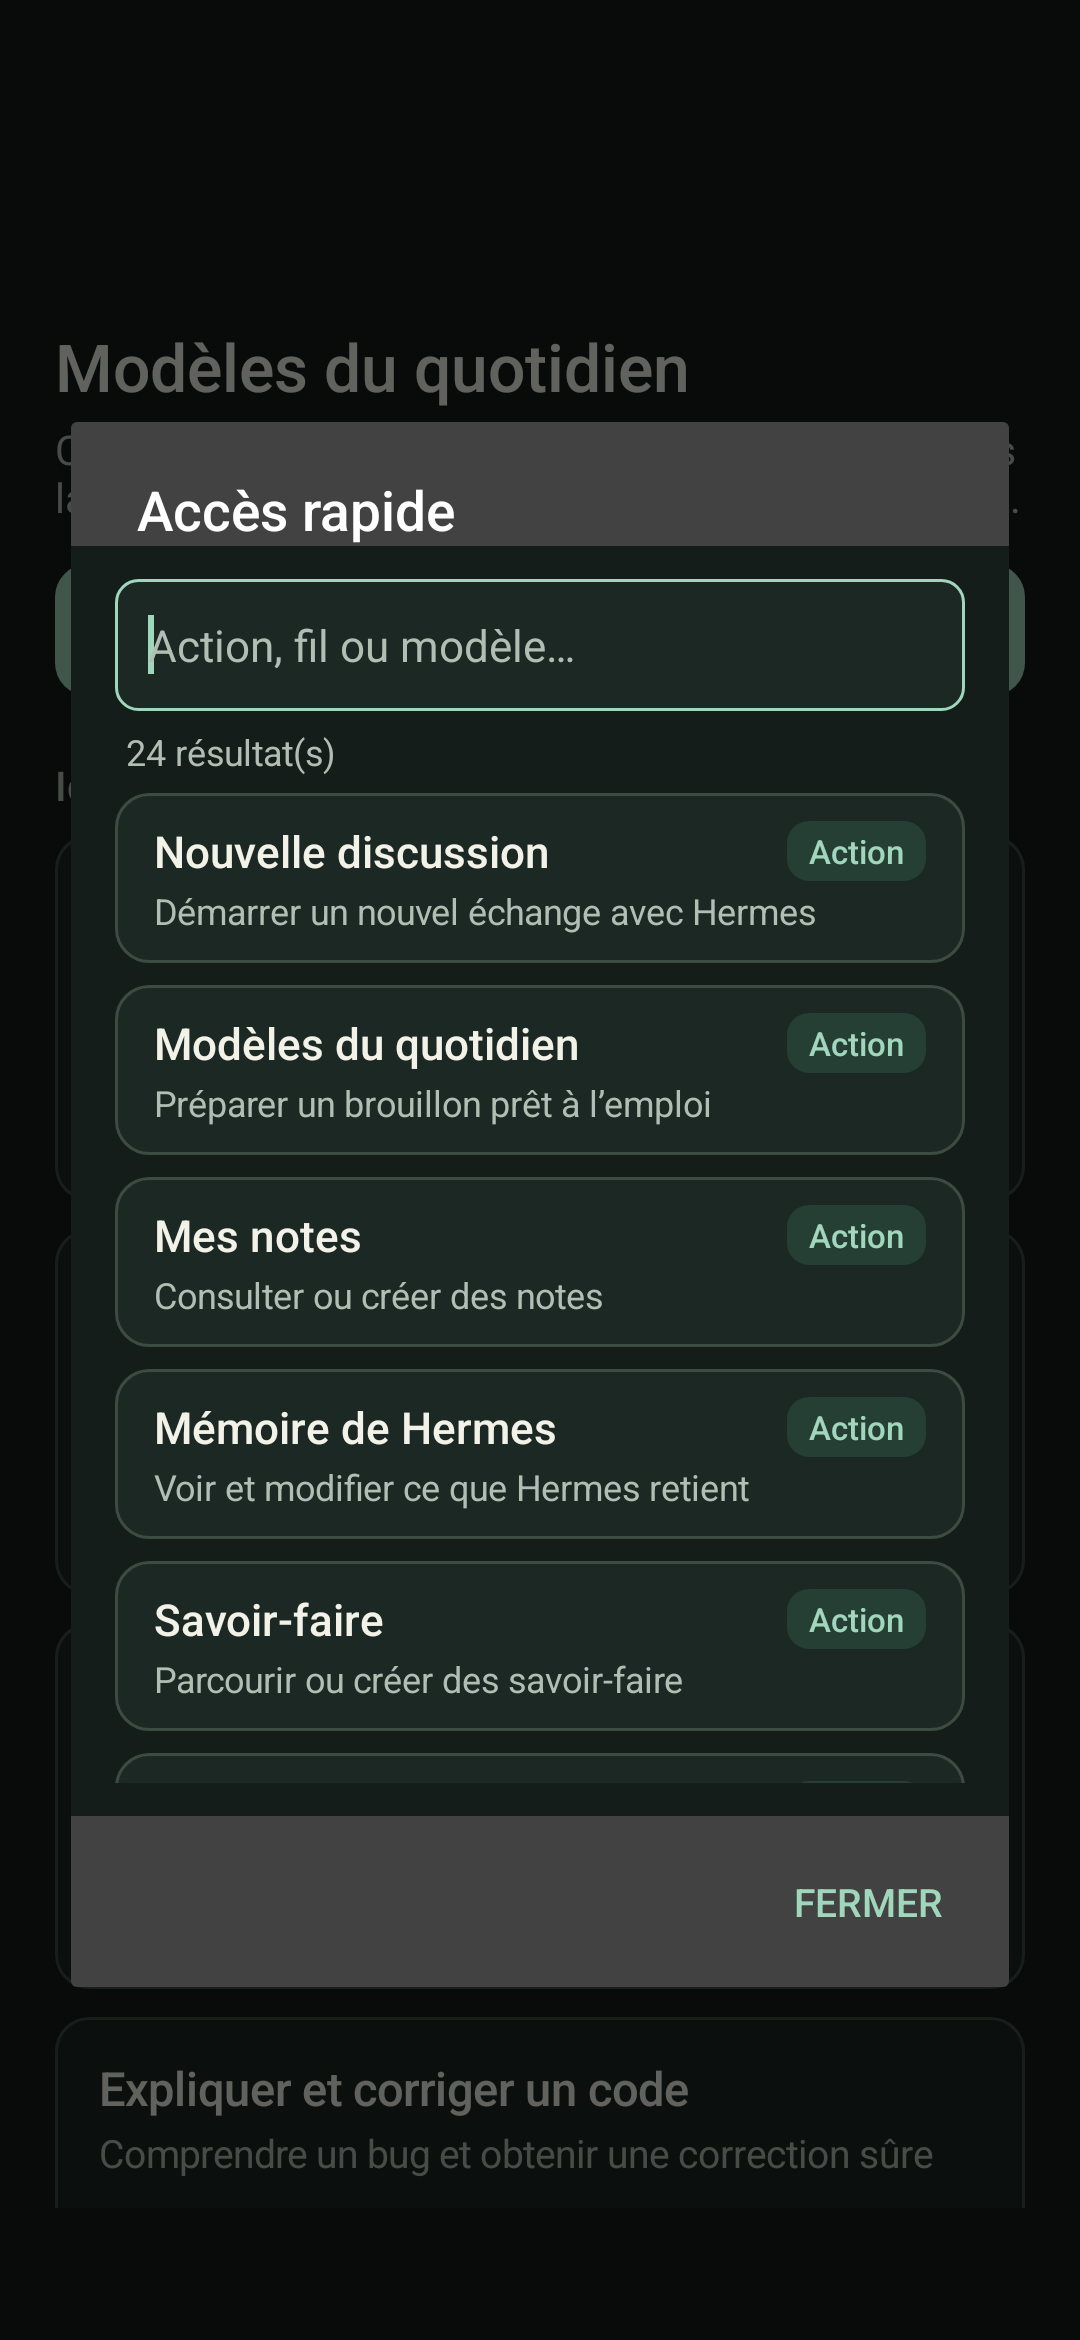 Modèles du quotidien
Accès rapide
Action, fil ou modèle…
24 résultat(s)
Nouvelle discussion
Action
Démarrer un nouvel échange avec Hermes
Modèles du quotidien
Action
Préparer un brouillon prêt à l’emploi
Mes notes
Action
Consulter ou créer des notes
Mémoire de Hermes
Action
Voir et modifier ce que Hermes retient
Savoir-faire
Action
Parcourir ou créer des savoir-faire
FERMER
Expliquer et corriger un code
Comprendre un bug et obtenir une correction sûre